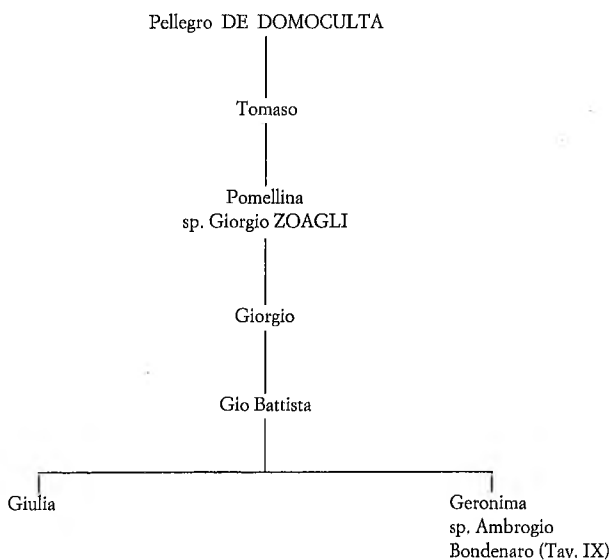 Pellegro DE DOMOCULTA
Tomaso
Pomellina
sp. Giorgio ZOAGLI
Giorgio
Gio Battista
Giulia
Geronima
sp. Ambrogio
Bondenaro (Tav. IX)